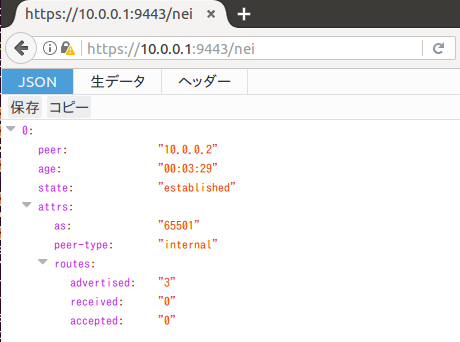 https://10.0.0.1:9443/nei
https://10.0.0.1:9443/nei
JSON 生データ ヘッダー
保存 コピー
0:
peer: "10.0.0.2"
age: "00:03:29"
state: "established"
attrs:
as: "65501"
peer-type: "internal"
routes:
advertised: "3"
received: "0"
accepted: "0"